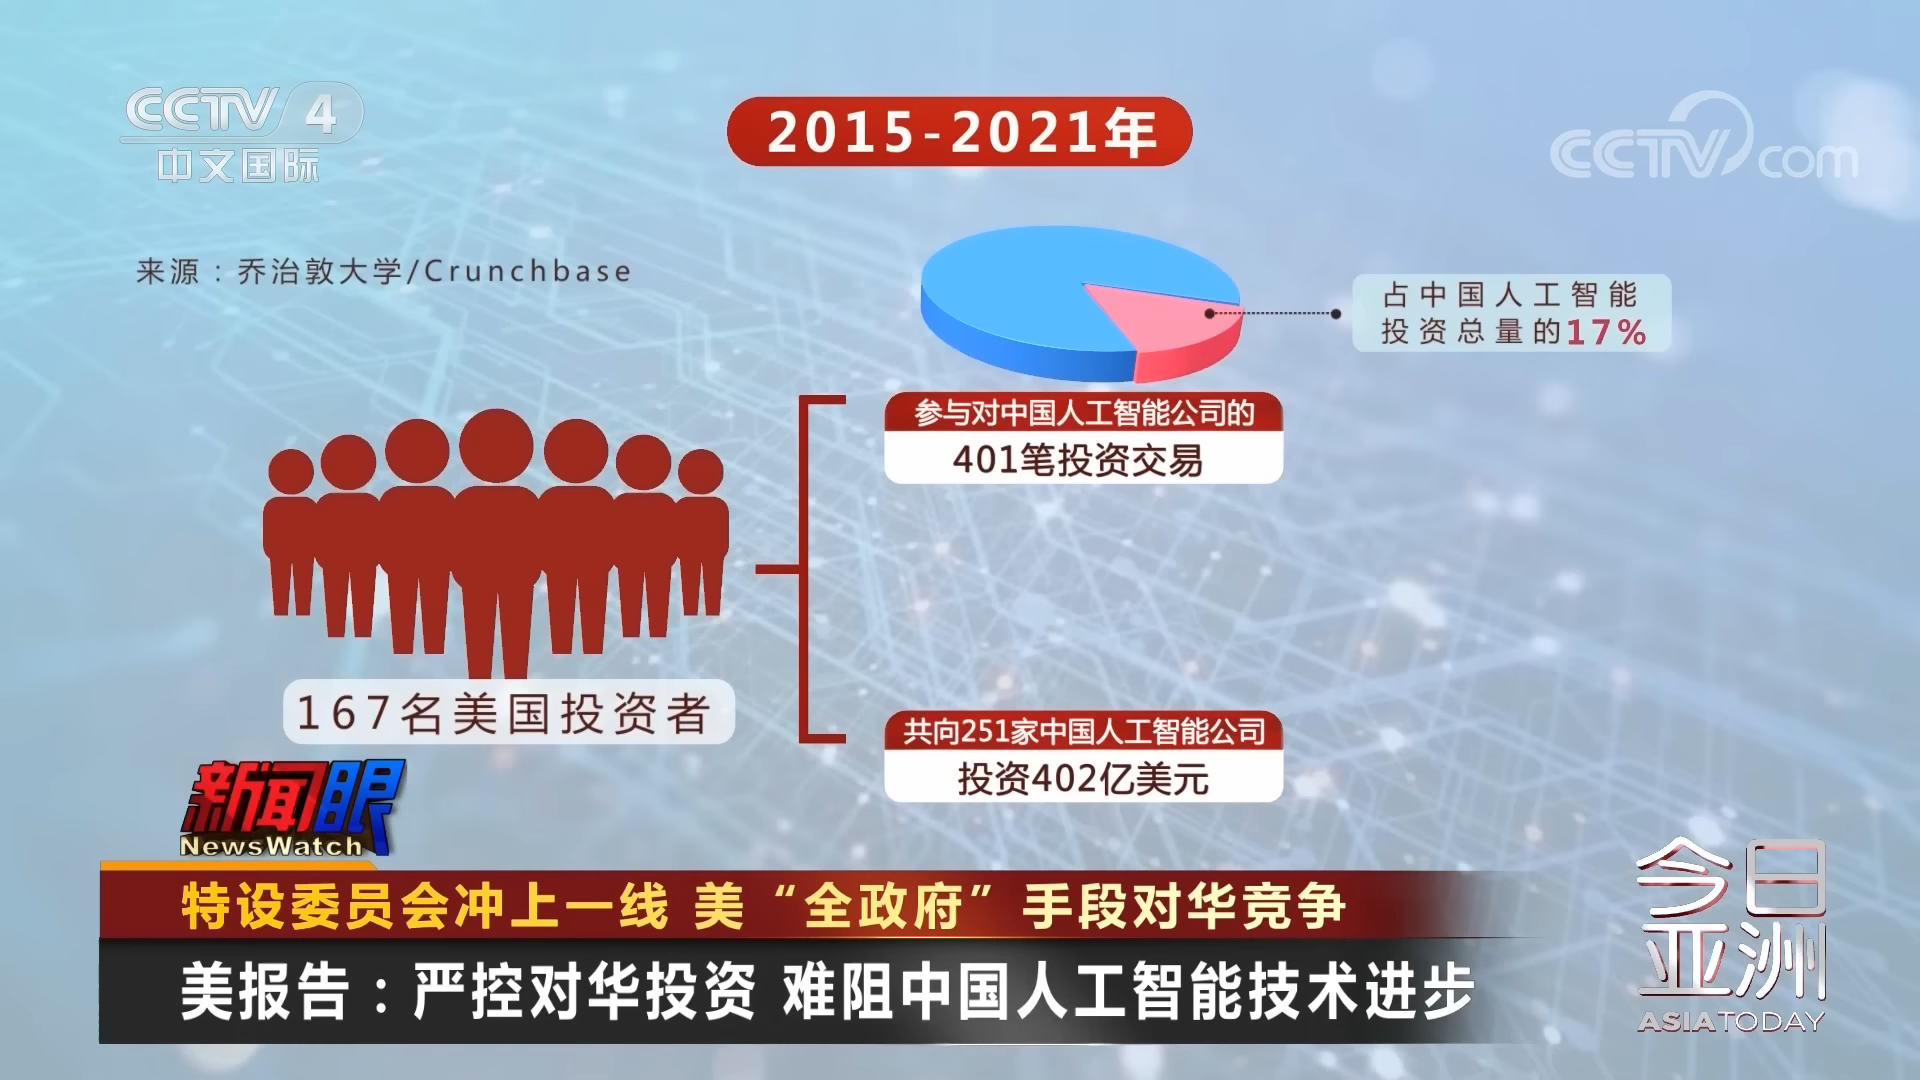 CCTV 4
中文国际
2015-2021年
CCTV com
来源：乔治敦大学/Crunchbase
占中国人工智能
投资总量的17%
参与对中国人工智能公司的
401笔投资交易
167名美国投资者
共向251家中国人工智能公司
投资402亿美元
新闻眼
NewsWatch
特设委员会冲上一线 美“全政府”手段对华竞争
美报告：严控对华投资 难阻中国人工智能技术进步
今日
亚洲
ASIA TODAY